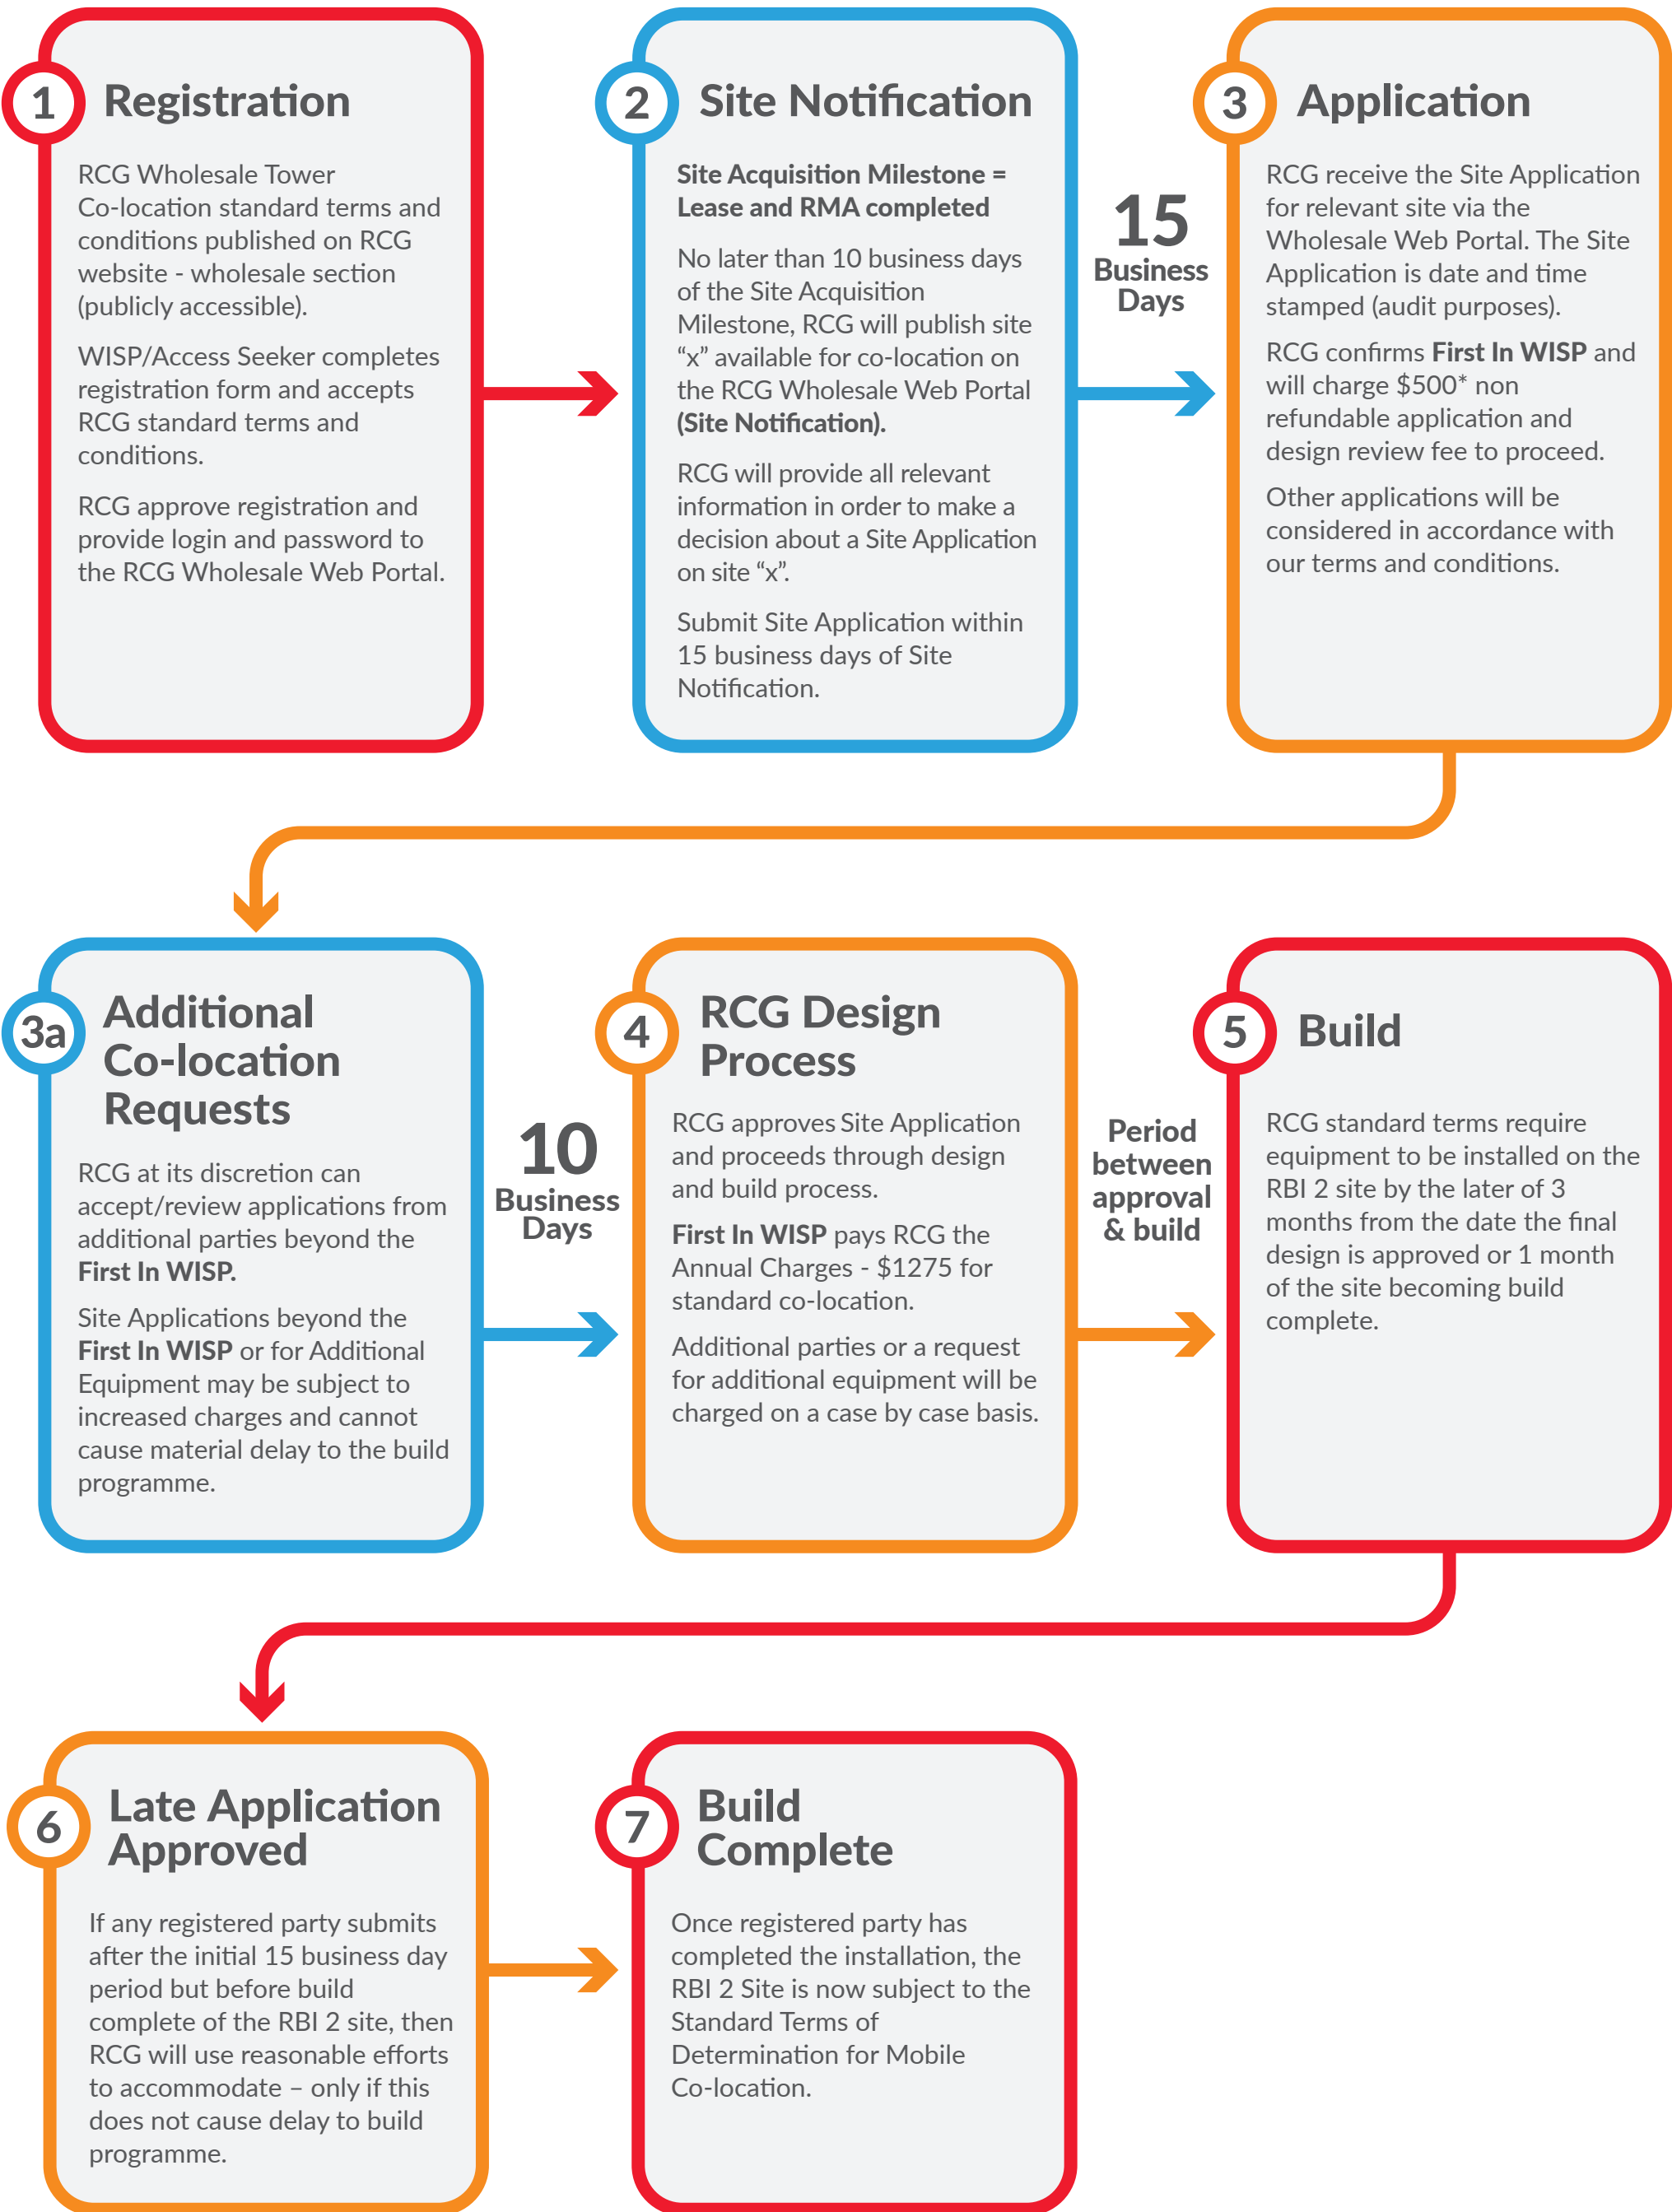 1
Registration
RCG Wholesale Tower
Co-location standard terms and
conditions published on RCG
website - wholesale section
(publicly accessible).
WISP/Access Seeker completes
registration form and accepts
RCG standard terms and
conditions.
RCG approve registration and
provide login and password to
the RCG Wholesale Web Portal.
2
Site Notification
Site Acquisition Milestone =
Lease and RMA completed
No later than 10 business days
of the Site Acquisition
Milestone, RCG will publish site
“x” available for co-location on
the RCG Wholesale Web Portal
(Site Notification).
RCG will provide all relevant
information in order to make a
decision about a Site Application
on site “x”.
Submit Site Application within
15 business days of Site
Notification.
15
Business
Days
3
Application
RCG receive the Site Application
for relevant site via the
Wholesale Web Portal. The Site
Application is date and time
stamped (audit purposes).
RCG confirms First In WISP and
will charge $500* non
refundable application and
design review fee to proceed.
Other applications will be
considered in accordance with
our terms and conditions.
3a
Additional
Co-location
Requests
RCG at its discretion can
accept/review applications from
additional parties beyond the
First In WISP.
Site Applications beyond the
First In WISP or for Additional
Equipment may be subject to
increased charges and cannot
cause material delay to the build
programme.
10
Business
Days
4
RCG Design
Process
RCG approves Site Application
and proceeds through design
and build process.
First In WISP pays RCG the
Annual Charges - $1275 for
standard co-location.
Additional parties or a request
for additional equipment will be
charged on a case by case basis.
Period
between
approval
& build
5
Build
RCG standard terms require
equipment to be installed on the
RBI 2 site by the later of 3
months from the date the final
design is approved or 1 month
of the site becoming build
complete.
6
Late Application
Approved
If any registered party submits
after the initial 15 business day
period but before build
complete of the RBI 2 site, then
RCG will use reasonable efforts
to accommodate – only if this
does not cause delay to build
programme.
7
Build
Complete
Once registered party has
completed the installation, the
RBI 2 Site is now subject to the
Standard Terms of
Determination for Mobile
Co-location.